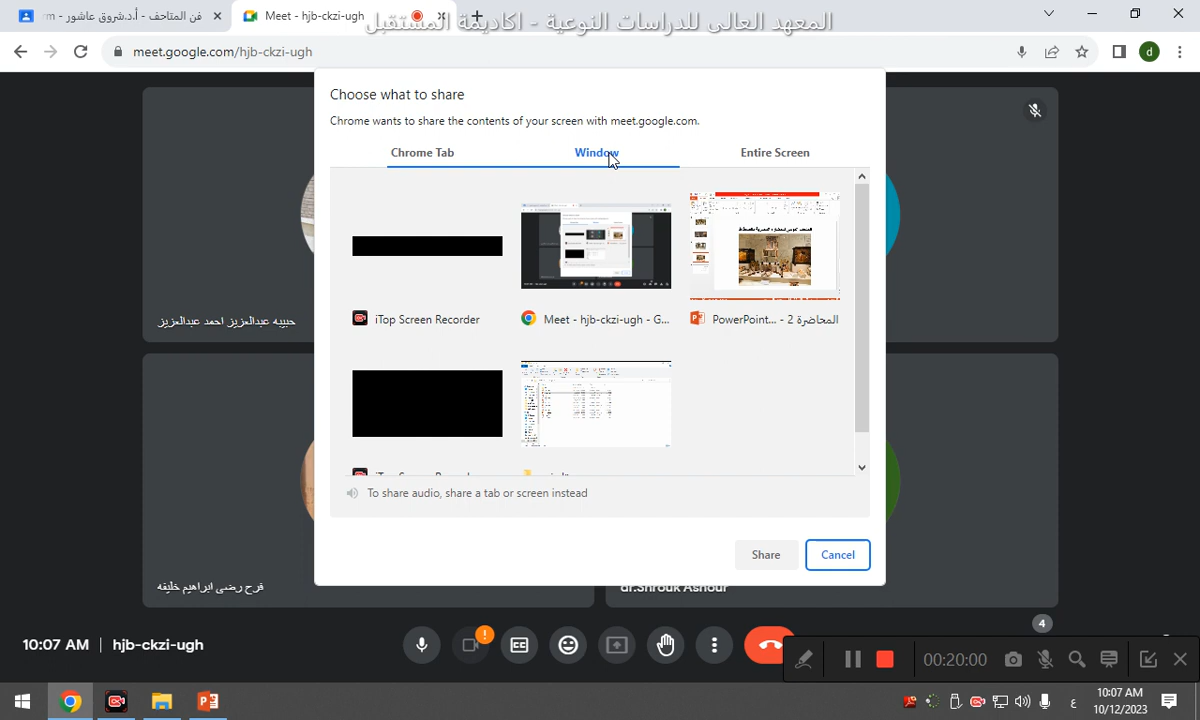 فن المتاحف - أ.د.شروق عاشور - rm
Meet - hjb-ckzi-ugh
المعهد العالى للدراسات النوعية - اكاديمة المستقبل
meet.google.com/hjb-ckzi-ugh
d
Choose what to share
Chrome wants to share the contents of your screen with meet.google.com.
Chrome Tab
Window
Entire Screen
iTop Screen Recorder
Meet - hjb-ckzi-ugh - G...
PowerPoint... - 2 المحاضرة
To share audio, share a tab or screen instead
Share
Cancel
حبيبه عبدالعزيز احمد عبدالعزيز
فرح رضى ابراهيم خليفه
dr.Shrouk Ashour
4
10:07 AM | hjb-ckzi-ugh
00:20:00
ع
10:07 AM
10/12/2023